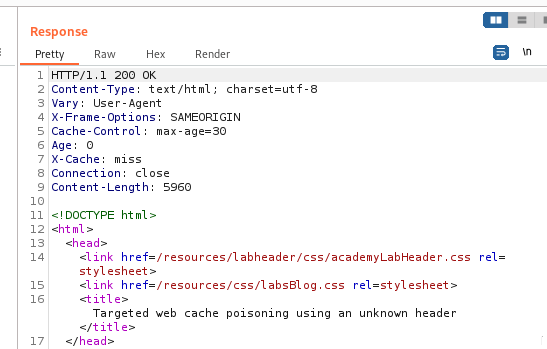 Response
Pretty Raw Hex Render \n
1 HTTP/1.1 200 OK
2 Content-Type: text/html; charset=utf-8
3 Vary: User-Agent
4 X-Frame-Options: SAMEORIGIN
5 Cache-Control: max-age=30
6 Age: 0
7 X-Cache: miss
8 Connection: close
9 Content-Length: 5960
10
11 <!DOCTYPE html>
12 <html>
13 <head>
14 <link href=/resources/labheader/css/academyLabHeader.css rel=
stylesheet>
15 <link href=/resources/css/labsBlog.css rel=stylesheet>
16 <title>
Targeted web cache poisoning using an unknown header
</title>
17 </head>